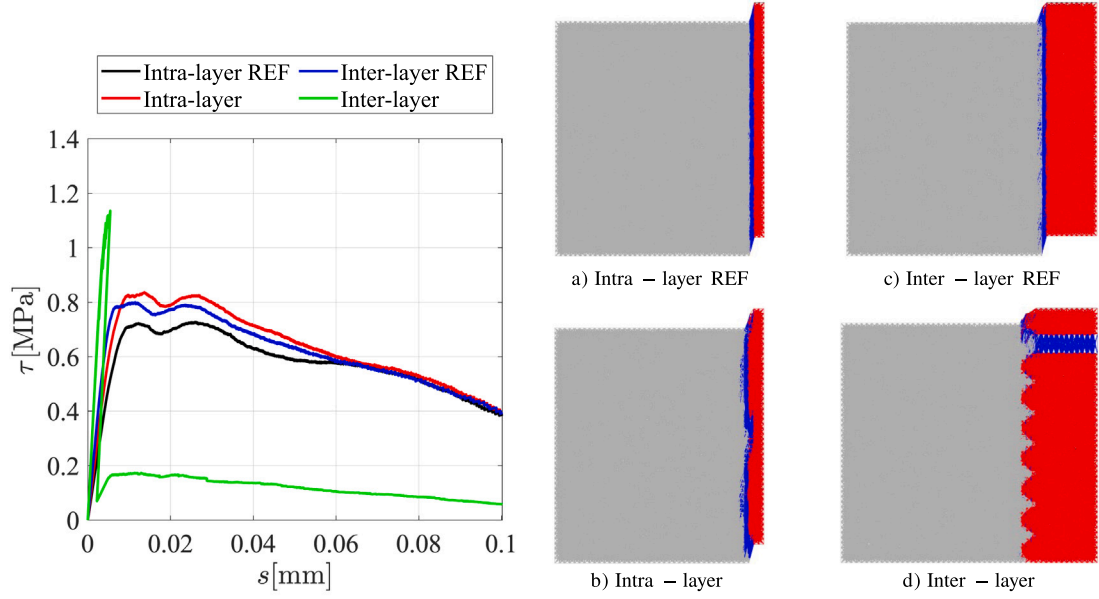 Intra-layer REF
Inter-layer REF
Intra-layer
Inter-layer
1.4
1.2
1
0.8
0.6
0.4
0.2
0
τ[MPa]
0
0.02
0.04
0.06
0.08
0.1
s[mm]
a) Intra – layer REF
c) Inter – layer REF
b) Intra – layer
d) Inter – layer